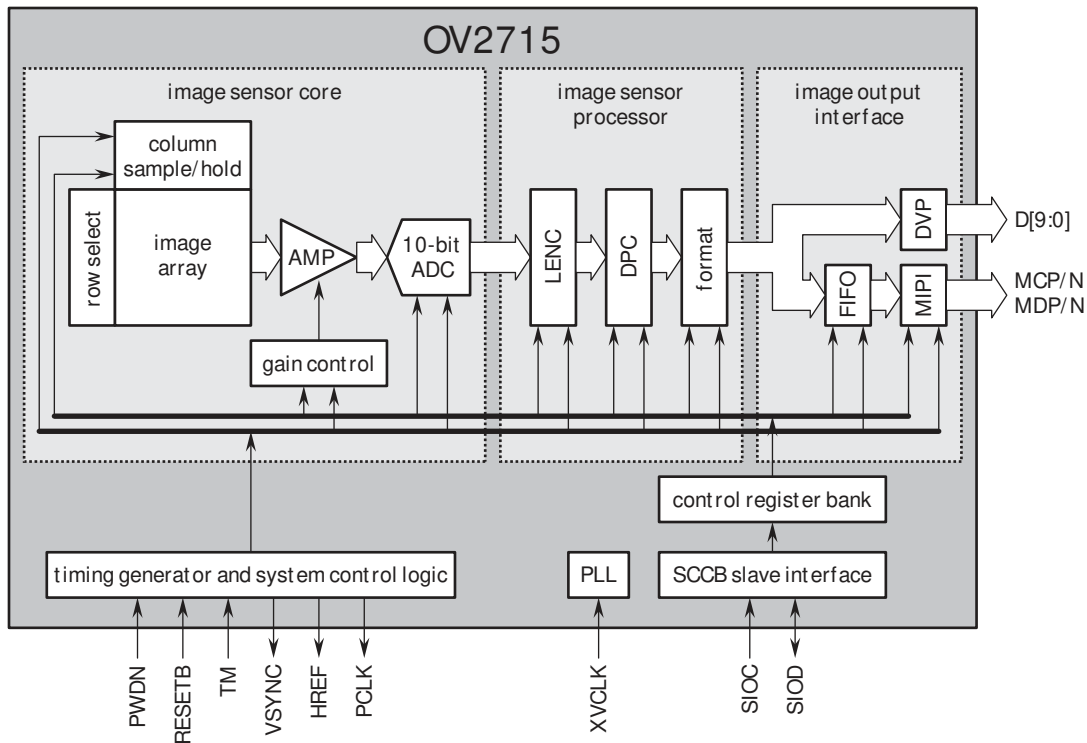 OV2715
image sensor core
image sensor
processor
image output
interface
column
sample/hold
row select
image
array
AMP
10-bit
ADC
gain control
LENC
DPC
format
DVP
FIFO
MIPI
D[9:0]
MCP/N
MDP/N
control register bank
timing generator and system control logic
PLL
SCCB slave interface
PWDN
RESETB
TM
VSYNC
HREF
PCLK
XVCLK
SIOC
SIOD